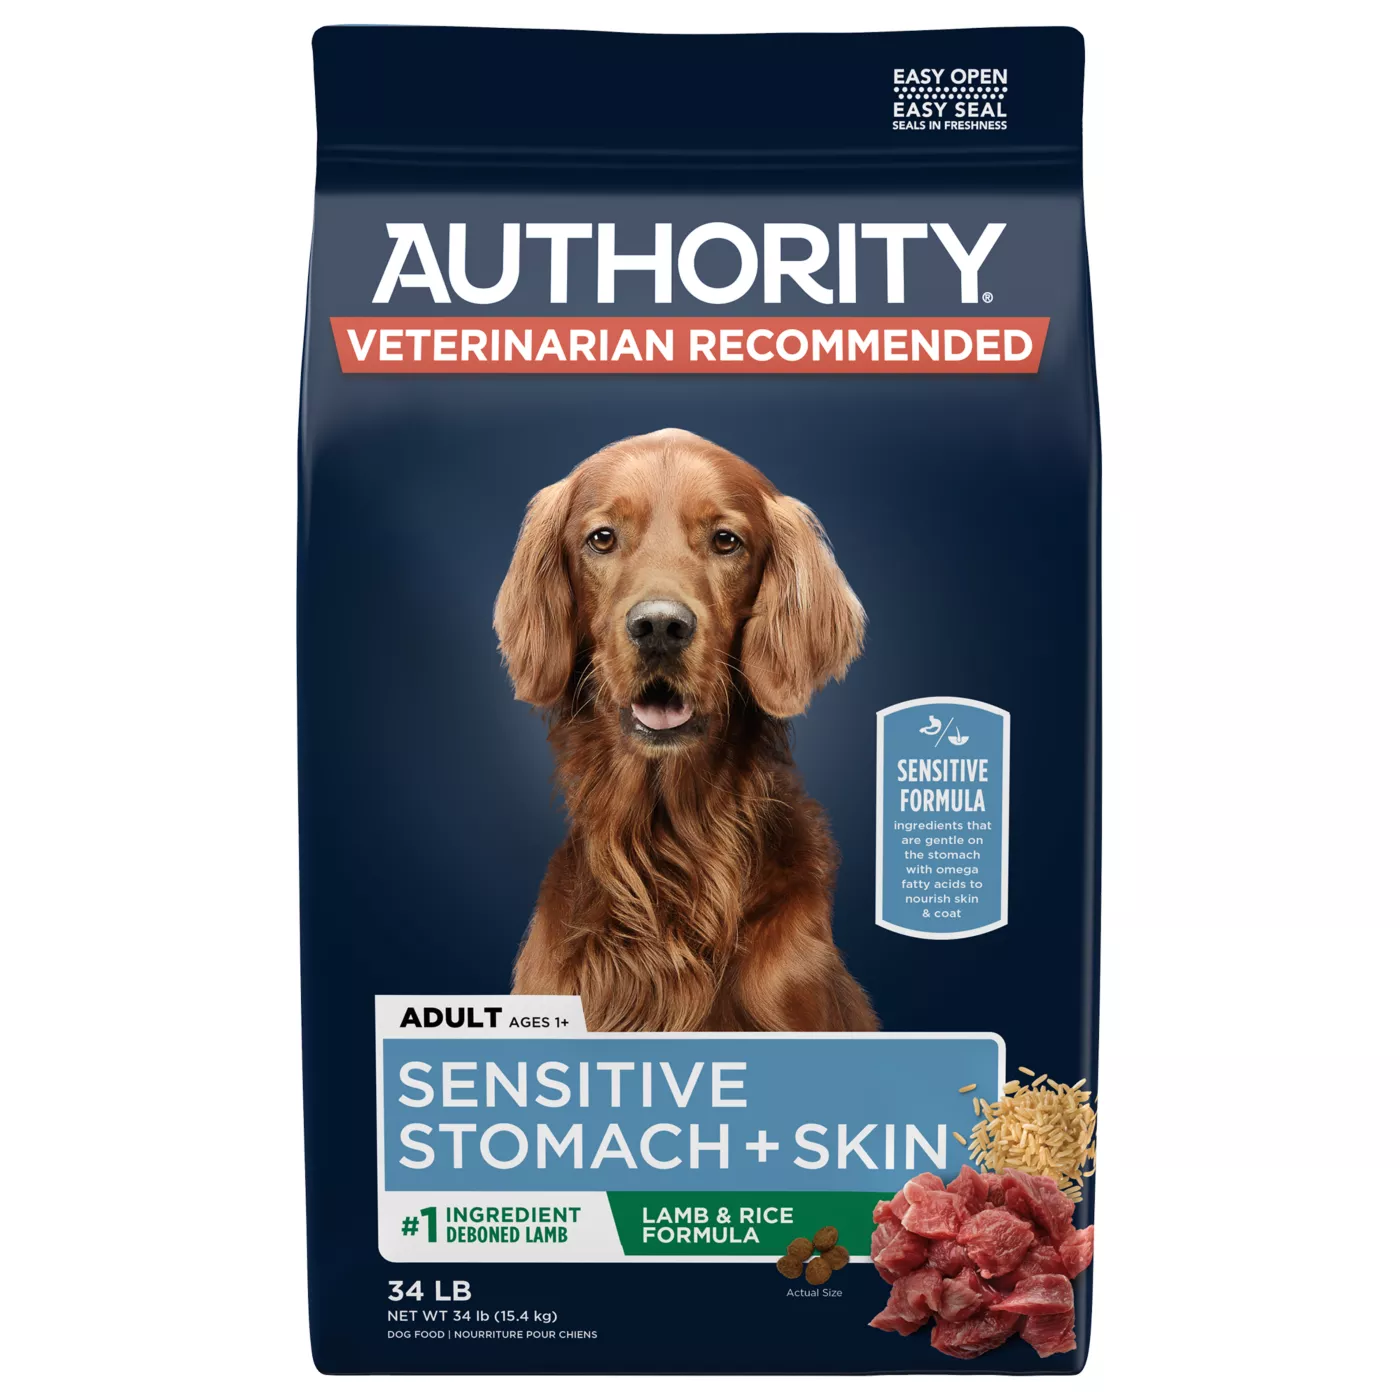 EASY OPEN
EASY SEAL
SEALS IN FRESHNESS
AUTHORITY®
VETERINARIAN RECOMMENDED
SENSITIVE
FORMULA
ingredients that
are gentle on
the stomach
with omega
fatty acids to
nourish skin
& coat
ADULT AGES 1+
SENSITIVE
STOMACH + SKIN
#1 INGREDIENT
DEBONED LAMB
LAMB & RICE
FORMULA
Actual Size
34 LB
NET WT 34 lb (15.4 kg)
DOG FOOD | NOURRITURE POUR CHIENS